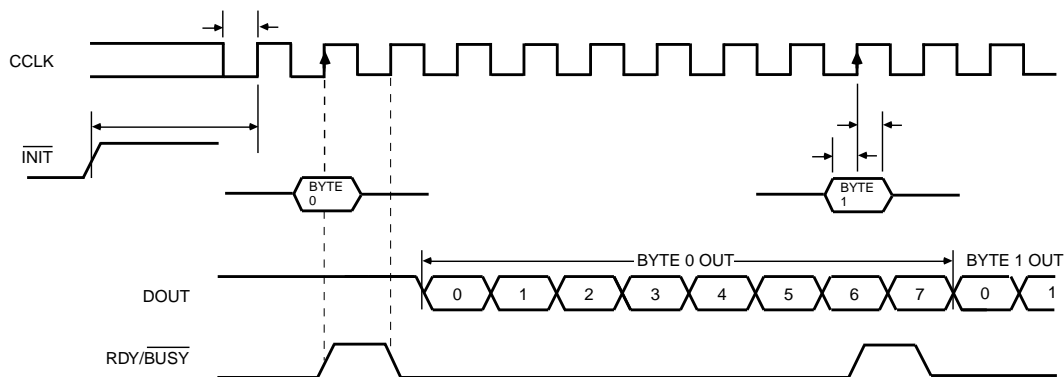 CCLK
INIT
BYTE
0
BYTE
1
BYTE 0 OUT
BYTE 1 OUT
DOUT
0 1 2 3 4 5 6 7 0 1
RDY/BUSY